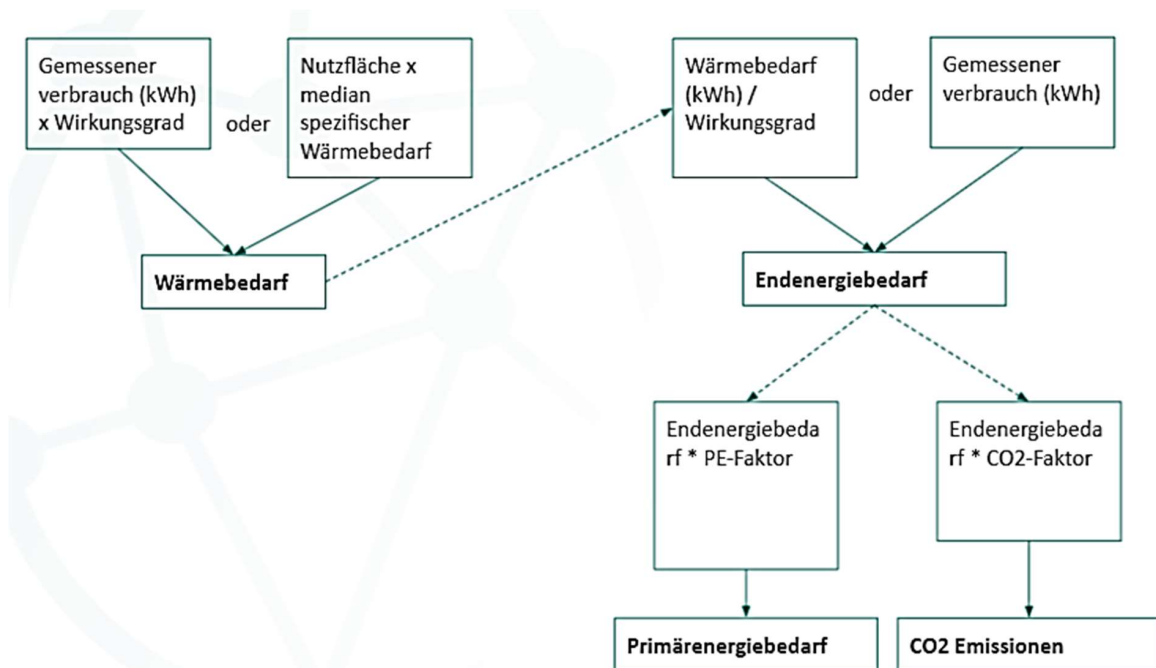 Gemessener
verbrauch (kWh)
x Wirkungsgrad
oder
Nutzfläche x
median
spezifischer
Wärmebedarf
Wärmebedarf
(kWh) /
Wirkungsgrad
oder
Gemessener
verbrauch (kWh)
Wärmebedarf
Endenergiebedarf
Endenergiebeda
rf * PE-Faktor
Endenergiebeda
rf * CO2-Faktor
Primärenergiebedarf
CO2 Emissionen